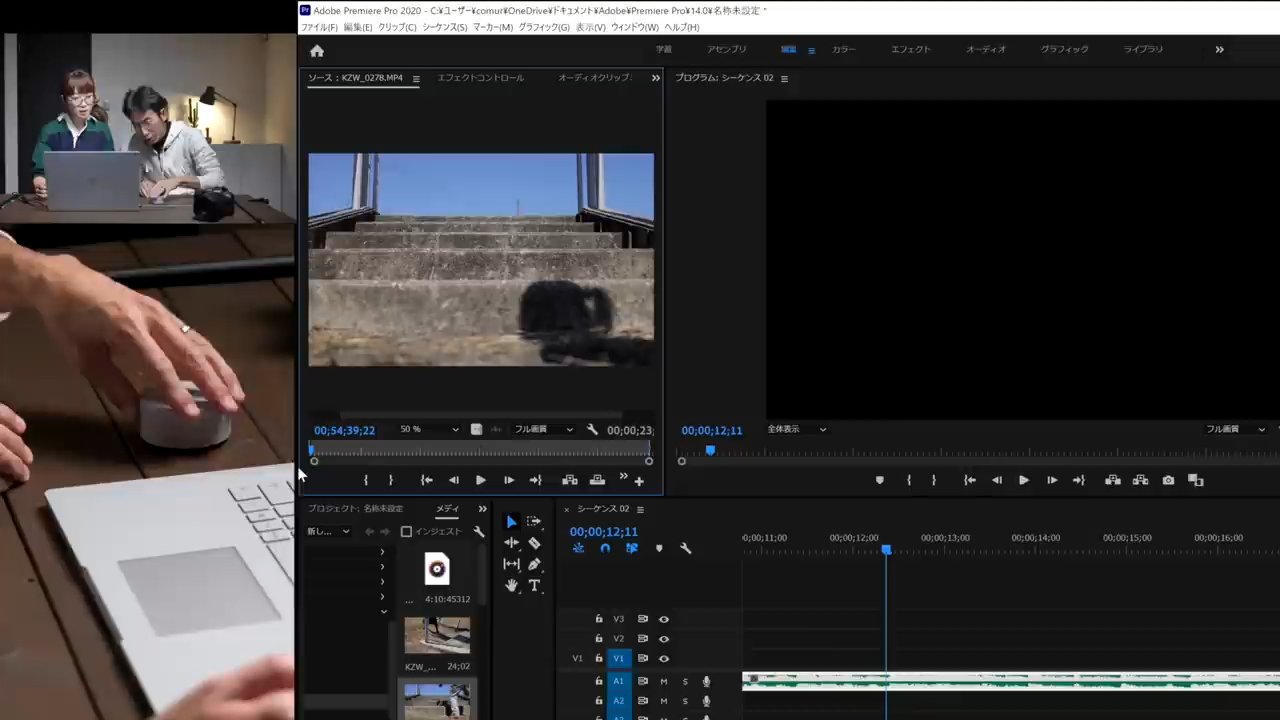 Adobe Premiere Pro 2020 - C:¥ユーザー¥comur¥OneDrive¥ドキュメント¥Adobe¥Premiere Pro¥14.0¥名称未設定 *
ファイル(F) 編集(E) クリップ(C) シーケンス(S) マーカー(M) グラフィック(G) 表示(V) ウィンドウ(W) ヘルプ(H)
学習 アセンブリ 編集 カラー エフェクト オーディオ グラフィック ライブラリ
ソース : KZW_0278.MP4 エフェクトコントロール オーディオクリップ:
プログラム: シーケンス 02
00;54;39;22 50 % フル画質 00;00;23;
00;00;12;11 全体表示 フル画質
プロジェクト: 名称未設定 メディ
新し... インジェスト
... 4:10:45312
KZW_... 24;02
× シーケンス 02
00;00;12;11
;0;00;11;00 00;00;12;00 00;00;13;00 00;00;14;00 00;00;15;00 00;00;16;00
V3
V2
V1 V1
A1 M S
A2 M S